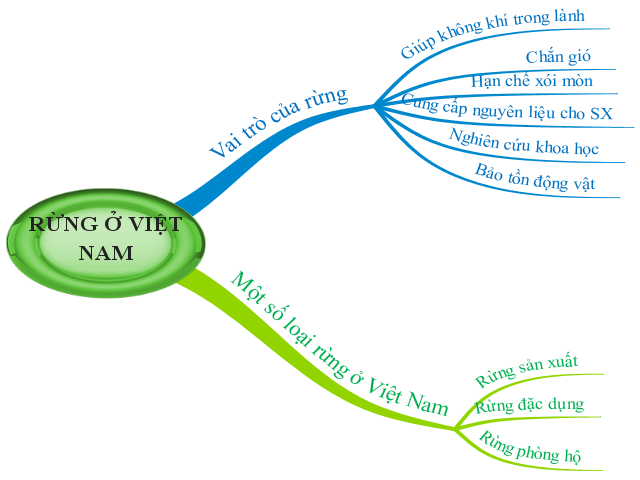 RỪNG Ở VIỆT
NAM
Vai trò của rừng
Giúp không khí trong lành
Chắn gió
Hạn chế xói mòn
Cung cấp nguyên liệu cho SX
Nghiên cứu khoa học
Bảo tồn động vật
Một số loại rừng ở Việt Nam
Rừng sản xuất
Rừng đặc dụng
Rừng phòng hộ